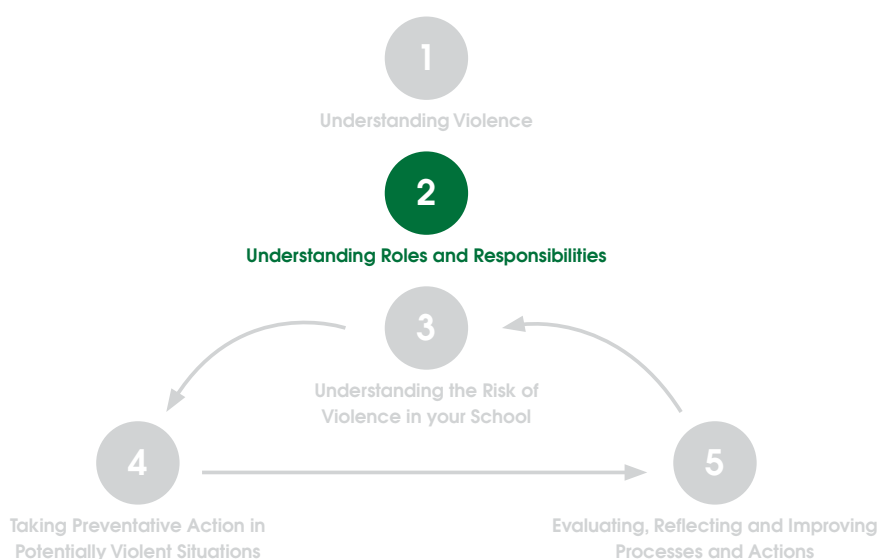 1
Understanding Violence
2
Understanding Roles and Responsibilities
3
Understanding the Risk of
Violence in your School
4
Taking Preventative Action in
Potentially Violent Situations
5
Evaluating, Reflecting and Improving
Processes and Actions